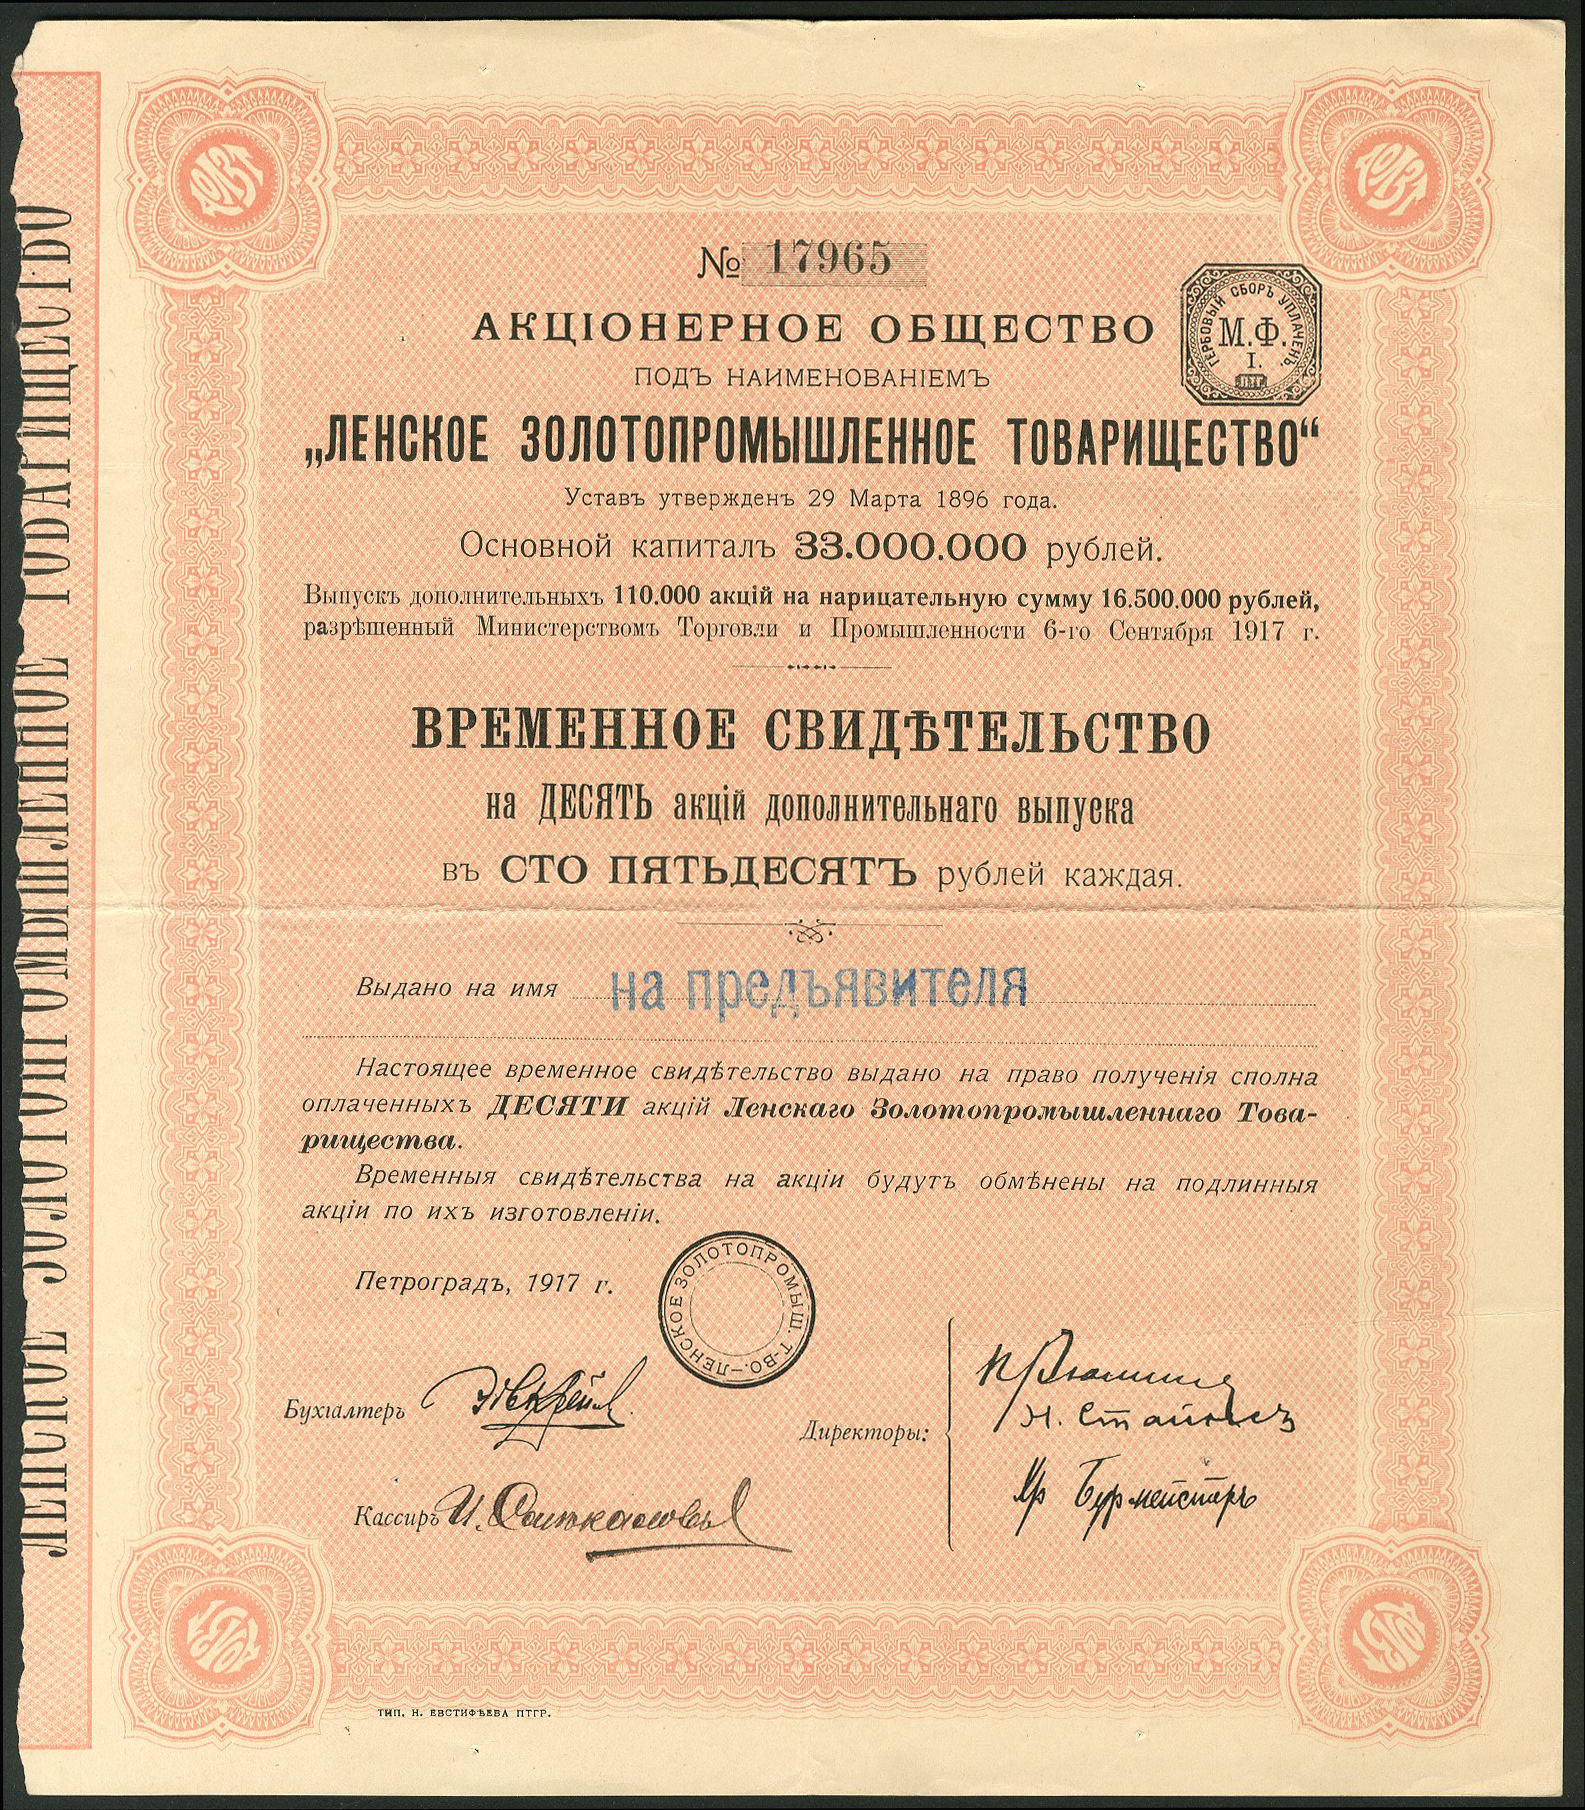 ЛЕНСКОЕ ЗОЛОТОПРОМЫШЛЕННОЕ ТОВАРИЩЕСТВО
№ 17965
ГЕРБОВЫЙ СБОРЪ УПЛАЧЕНЪ.
М.Ф.
I.
ПТГ
АКЦІОНЕРНОЕ ОБЩЕСТВО
ПОДЪ НАИМЕНОВАНІЕМЪ
„ЛЕНСКОЕ ЗОЛОТОПРОМЫШЛЕННОЕ ТОВАРИЩЕСТВО“
Уставъ утвержденъ 29 Марта 1896 года.
Основной капиталъ 33.000.000 рублей.
Выпускъ дополнительныхъ 110.000 акцій на нарицательную сумму 16.500.000 рублей,
разрѣшенный Министерствомъ Торговли и Промышленности 6-го Сентября 1917 г.
ВРЕМЕННОЕ СВИДѢТЕЛЬСТВО
на ДЕСЯТЬ акцій дополнительнаго выпуска
въ СТО ПЯТЬДЕСЯТЪ рублей каждая.
Выдано на имя на предъявителя
Настоящее временное свидѣтельство выдано на право полученія сполна
оплаченныхъ ДЕСЯТИ акцій Ленскаго Золотопромышленнаго Това-
рищества.
Временныя свидѣтельства на акціи будутъ обмѣнены на подлинныя
акціи по ихъ изготовленіи.
Петроградъ, 1917 г.
ЛЕНСКОЕ ЗОЛОТОПРОМЫШ. Т-ВО.–
Бухгалтеръ
Директоры:
Хр Бурмейстеръ
Кассиръ И.
ТИП. Н. ЕВСТИФѢЕВА ПТГР.